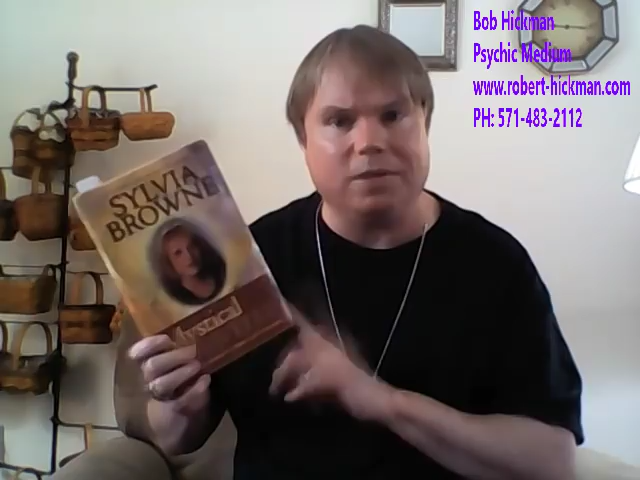 Bob Hickman
Psychic Medium
www.robert-hickman.com
PH: 571-483-2112
SYLVIA
BROWNE
Mystical